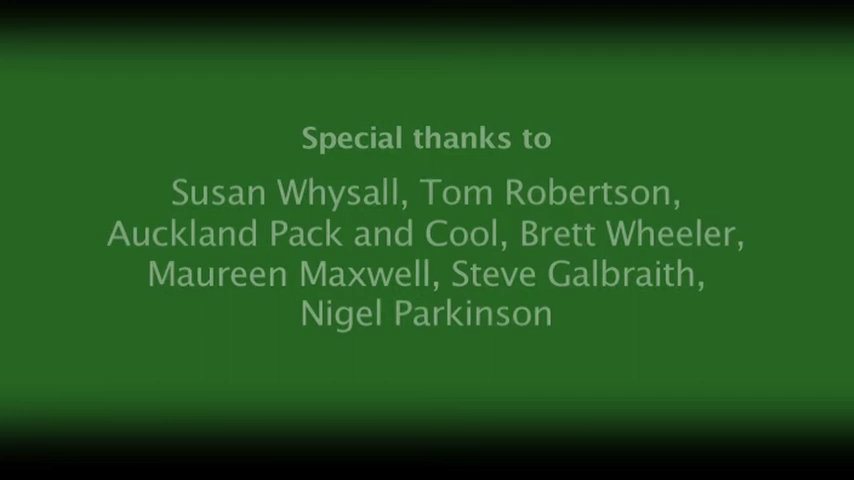 Special thanks to
Susan Whysall, Tom Robertson,
Auckland Pack and Cool, Brett Wheeler,
Maureen Maxwell, Steve Galbraith,
Nigel Parkinson